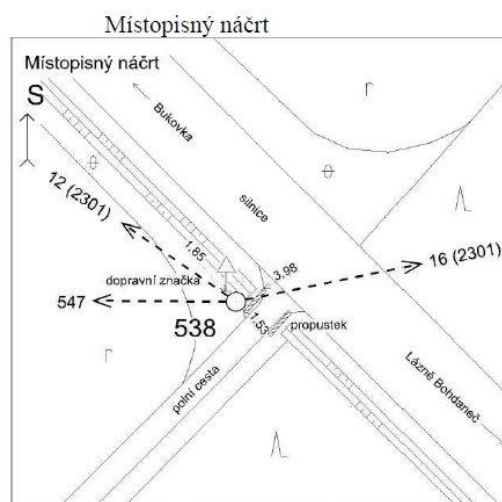 Místopisný náčrt
Místopisný náčrt
S
Bukovka
12 (2301)
silnice
1.85
3.98
16 (2301)
dopravní značka
547
538
1.53
propustek
polní cesta
Lázně Bohdaneč